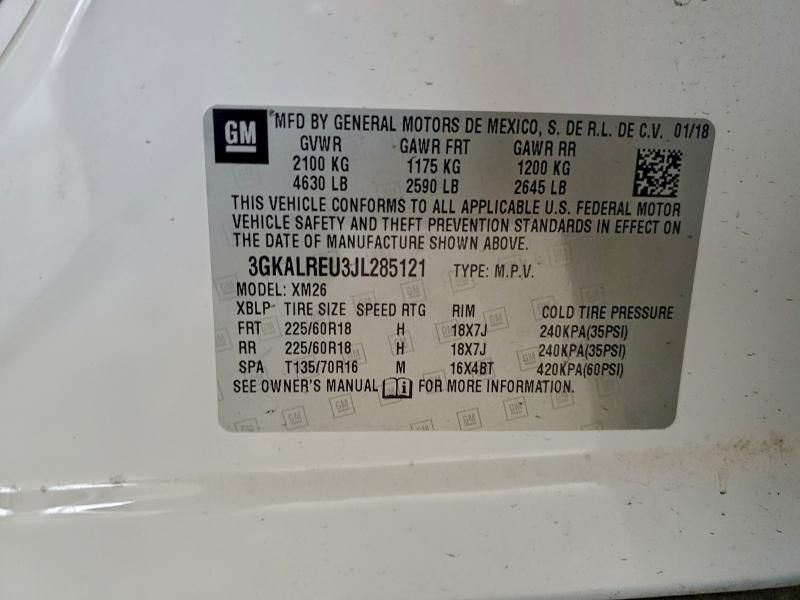 GM MFD BY GENERAL MOTORS DE MEXICO, S. DE R.L. DE C.V. 01/18
GVWR GAWR FRT GAWR RR
2100 KG 1175 KG 1200 KG
4630 LB 2590 LB 2645 LB
THIS VEHICLE CONFORMS TO ALL APPLICABLE U.S. FEDERAL MOTOR
VEHICLE SAFETY AND THEFT PREVENTION STANDARDS IN EFFECT ON
THE DATE OF MANUFACTURE SHOWN ABOVE.
3GKALREU3JL285121 TYPE: M.P.V.
MODEL: XM26
XBLP TIRE SIZE SPEED RTG RIM COLD TIRE PRESSURE
FRT 225/60R18 H 18X7J 240KPA(35PSI)
RR 225/60R18 H 18X7J 240KPA(35PSI)
SPA T135/70R16 M 16X4BT 420KPA(60PSI)
SEE OWNER'S MANUAL FOR MORE INFORMATION.